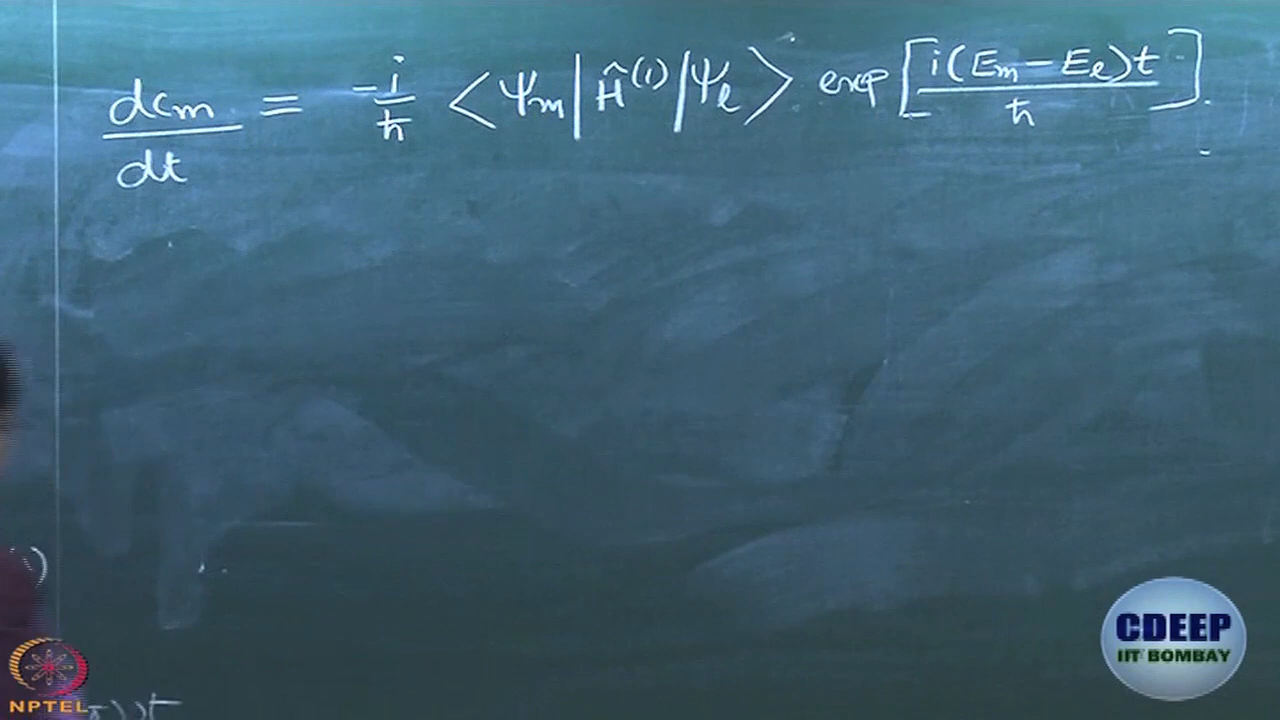 dcm/dt = -i/ħ <Ψm|Ĥ^(1)|Ψl> exp[i(Em-El)t/ħ].
)
)t
CDEEP
IIT BOMBAY
NPTEL